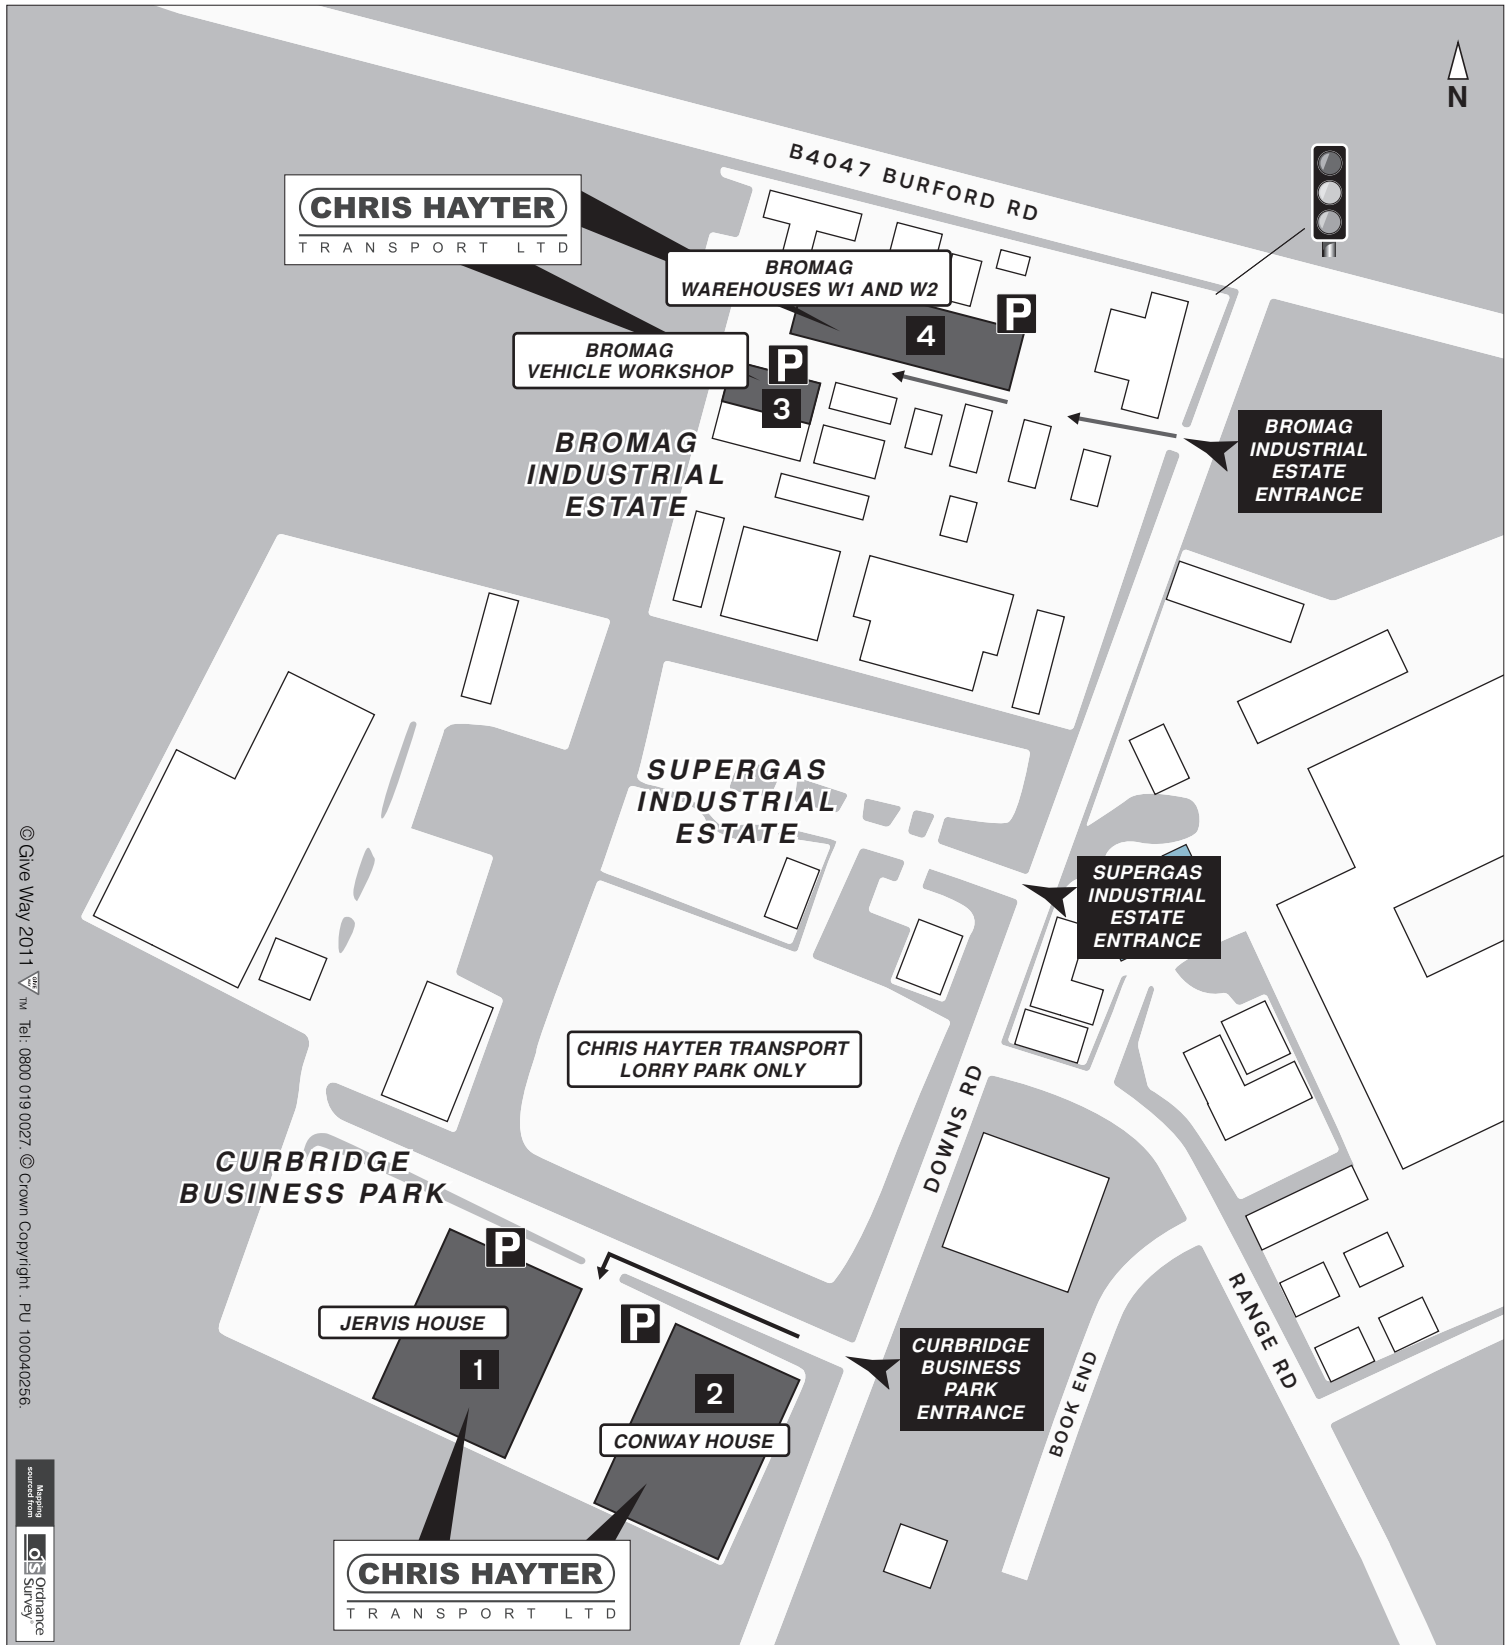 N
B4047 BURFORD RD
CHRIS HAYTER
TRANSPORT LTD
BROMAG
WAREHOUSES W1 AND W2
P
4
BROMAG
VEHICLE WORKSHOP
P
3
BROMAG
INDUSTRIAL
ESTATE
BROMAG
INDUSTRIAL
ESTATE
ENTRANCE
SUPERGAS
INDUSTRIAL
ESTATE
SUPERGAS
INDUSTRIAL
ESTATE
ENTRANCE
CHRIS HAYTER TRANSPORT
LORRY PARK ONLY
DOWNS RD
CURBRIDGE
BUSINESS PARK
P
JERVIS HOUSE
1
P
2
CONWAY HOUSE
CURBRIDGE
BUSINESS
PARK
ENTRANCE
RANGE RD
BOOK END
CHRIS HAYTER
TRANSPORT LTD
© Give Way 2011 ™ Tel: 0800 019 0027. © Crown Copyright . PU 100040256.
Mapping
sourced from
OS
Ordnance
Survey®